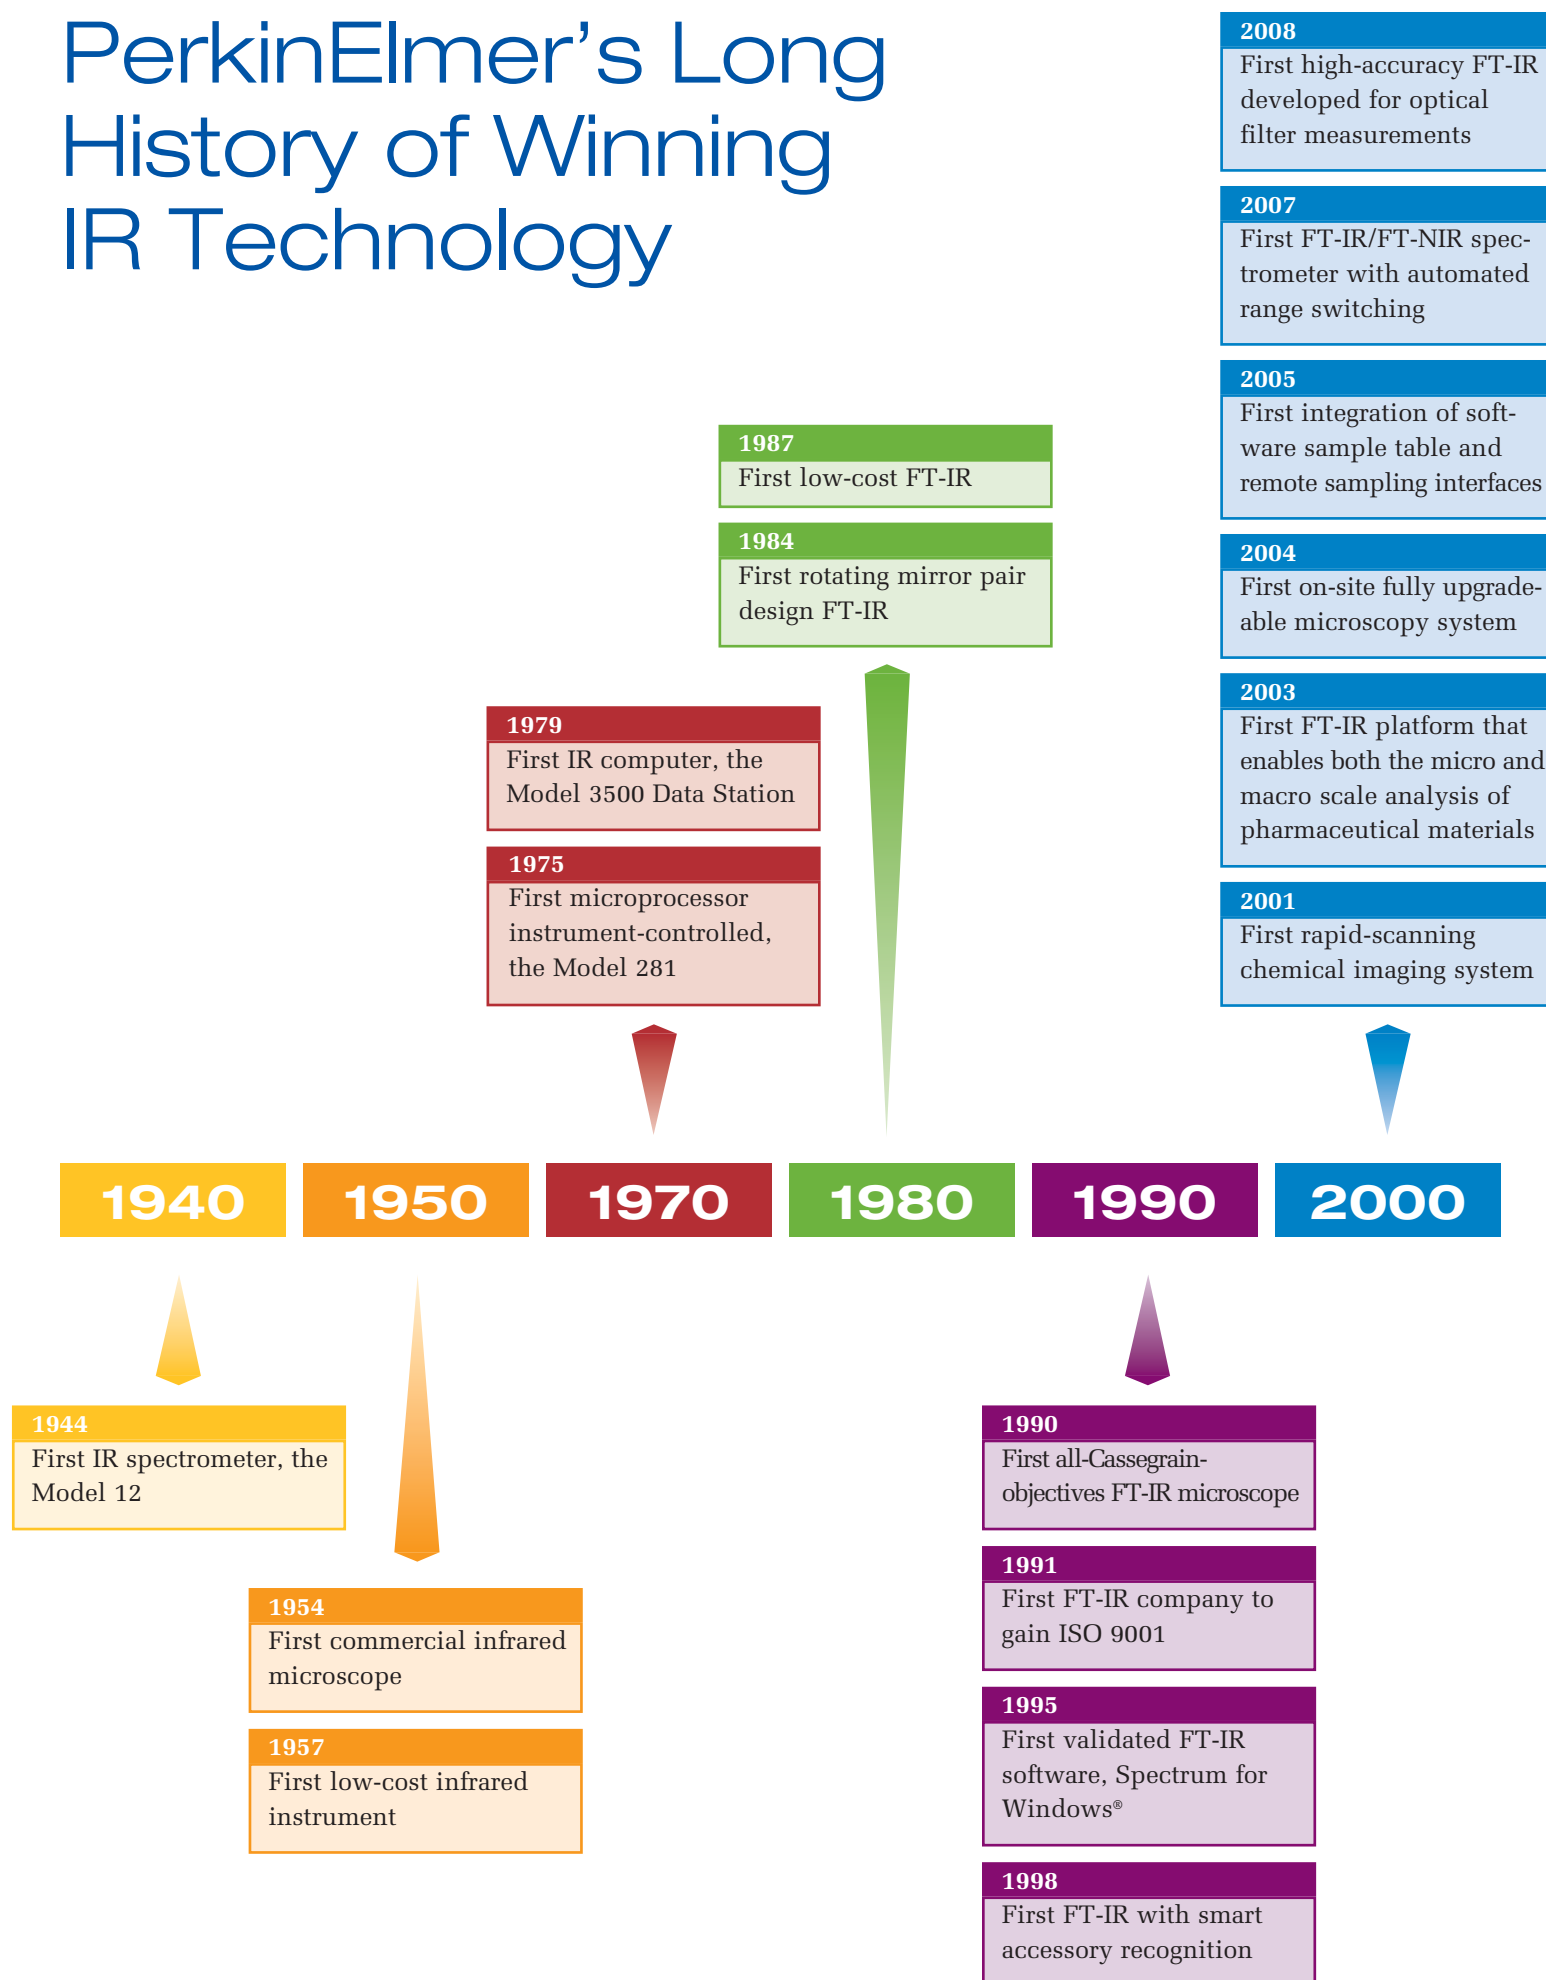 PerkinElmer’s Long
History of Winning
IR Technology
2008
First high-accuracy FT-IR
developed for optical
filter measurements
2007
First FT-IR/FT-NIR spec-
trometer with automated
range switching
2005
First integration of soft-
ware sample table and
remote sampling interfaces
2004
First on-site fully upgrade-
able microscopy system
2003
First FT-IR platform that
enables both the micro and
macro scale analysis of
pharmaceutical materials
2001
First rapid-scanning
chemical imaging system
1987
First low-cost FT-IR
1984
First rotating mirror pair
design FT-IR
1979
First IR computer, the
Model 3500 Data Station
1975
First microprocessor
instrument-controlled,
the Model 281
1940
1950
1970
1980
1990
2000
1944
First IR spectrometer, the
Model 12
1954
First commercial infrared
microscope
1957
First low-cost infrared
instrument
1990
First all-Cassegrain-
objectives FT-IR microscope
1991
First FT-IR company to
gain ISO 9001
1995
First validated FT-IR
software, Spectrum for
Windows®
1998
First FT-IR with smart
accessory recognition